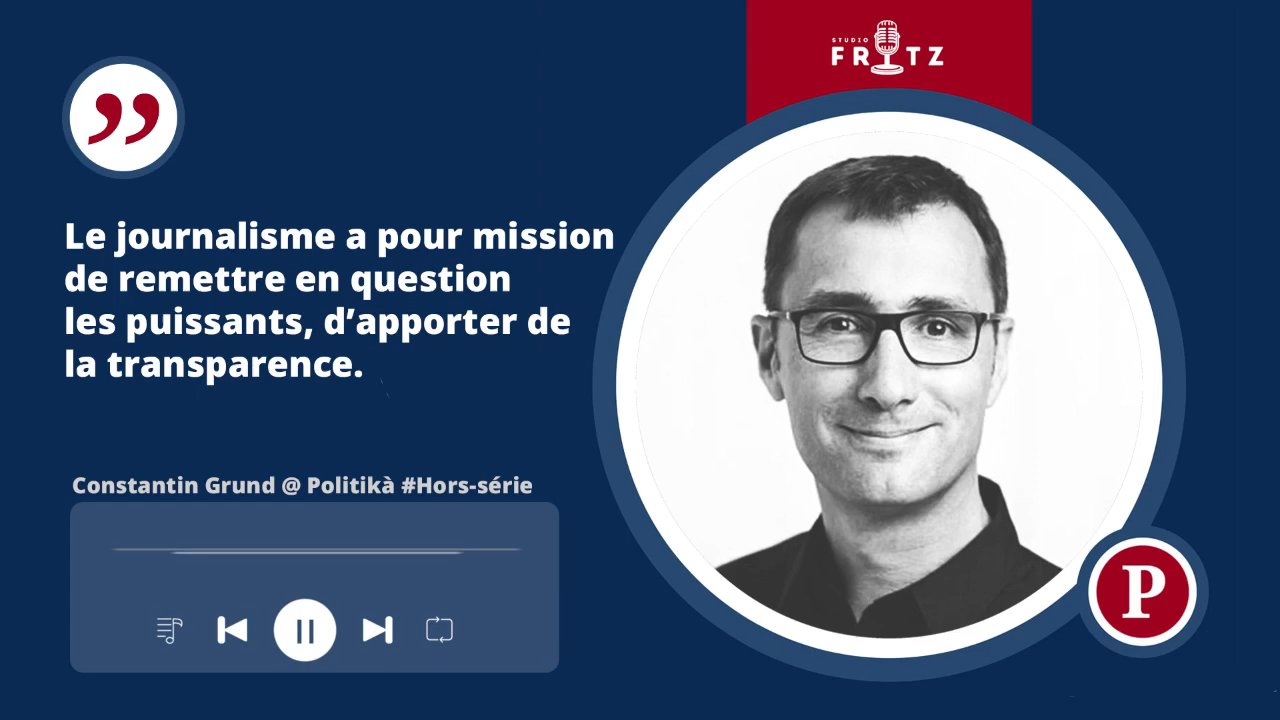 STUDIO
FRITZ
Le journalisme a pour mission
de remettre en question
les puissants, d’apporter de
la transparence.
Constantin Grund @ Politikà #Hors-série
P